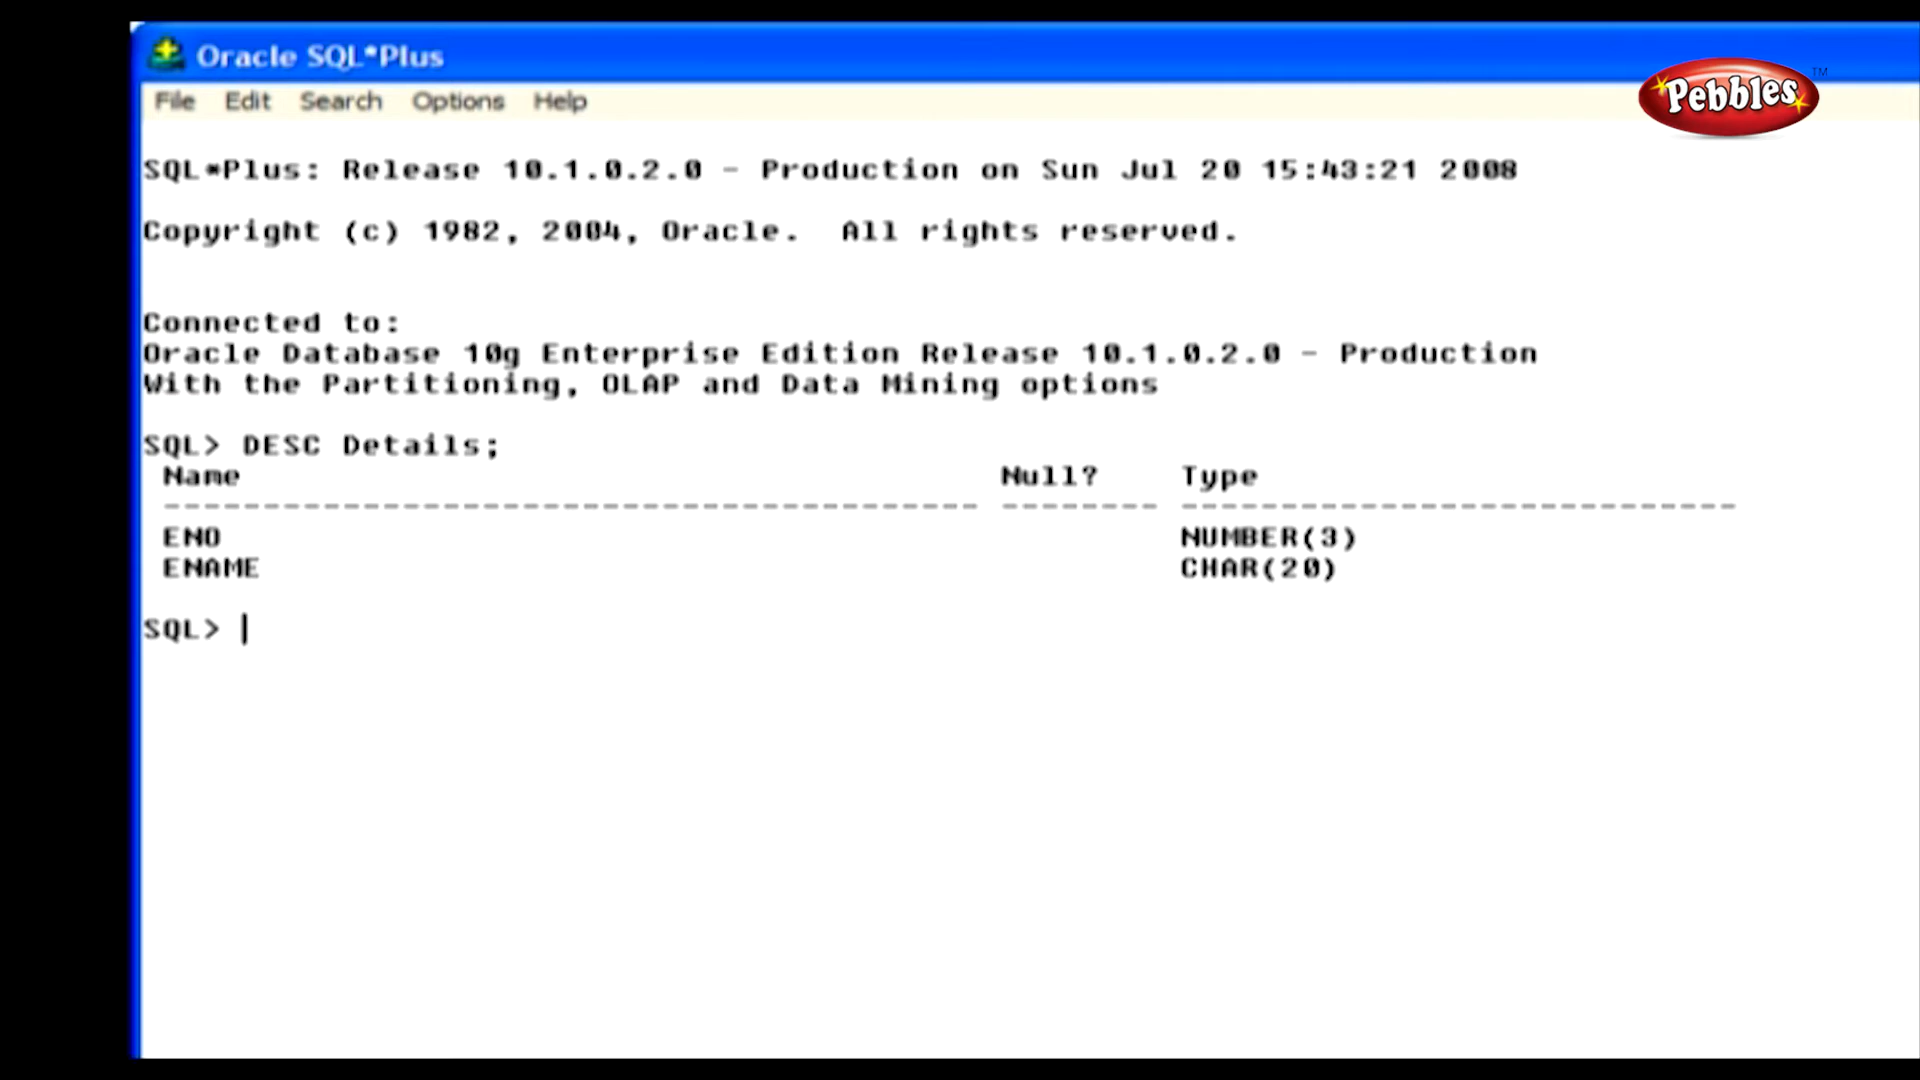 Oracle SQL*Plus
File Edit Search Options Help
Pebbles™
SQL*Plus: Release 10.1.0.2.0 - Production on Sun Jul 20 15:43:21 2008
Copyright (c) 1982, 2004, Oracle.  All rights reserved.
Connected to:
Oracle Database 10g Enterprise Edition Release 10.1.0.2.0 - Production
With the Partitioning, OLAP and Data Mining options
SQL> DESC Details;
Name Null? Type
----------------------------------------- -------- ----------------------------
ENO NUMBER(3)
ENAME CHAR(20)
SQL>